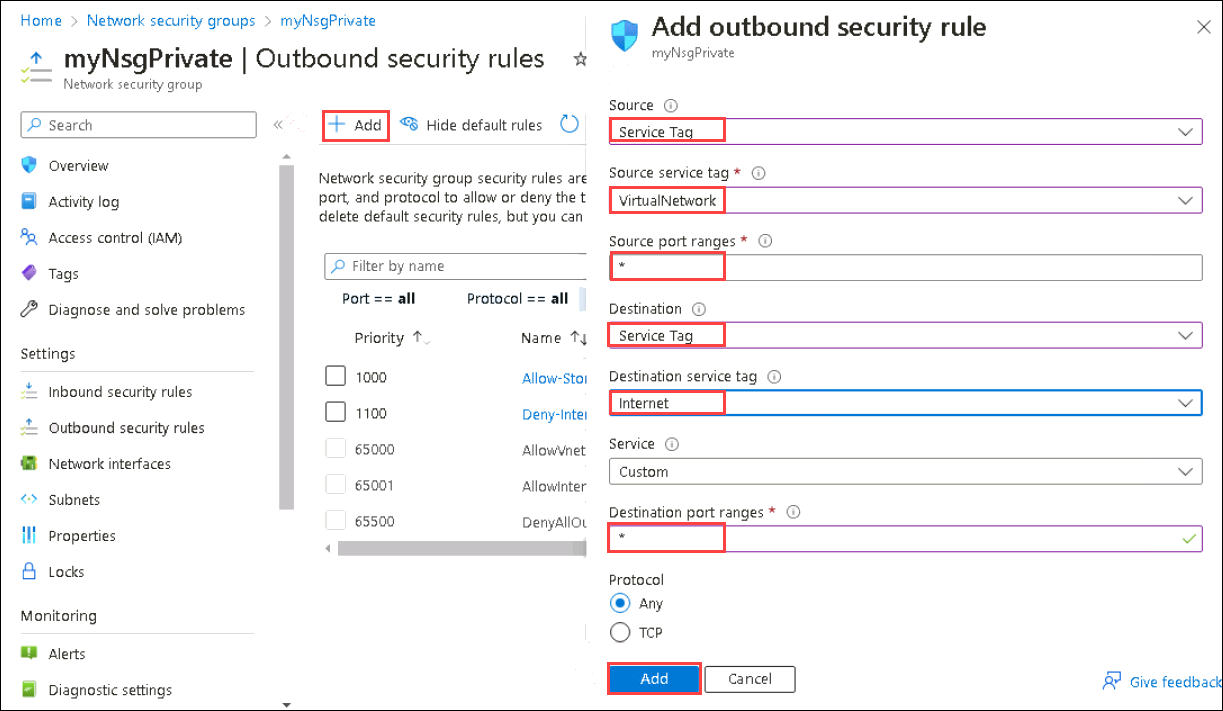 Home > Network security groups > myNsgPrivate
myNsgPrivate | Outbound security rules
Network security group
Search
«
Overview
Activity log
Access control (IAM)
Tags
Diagnose and solve problems
Settings
Inbound security rules
Outbound security rules
Network interfaces
Subnets
Properties
Locks
Monitoring
Alerts
Diagnostic settings
+ Add Hide default rules
Network security group security rules are
port, and protocol to allow or deny the t
delete default security rules, but you can
Filter by name
Port == all Protocol == all
Priority ↑↓ Name ↑↓
1000 Allow-Stor
1100 Deny-Inter
65000 AllowVnet
65001 AllowInter
65500 DenyAllOu
Add outbound security rule
myNsgPrivate
Source
Service Tag
Source service tag *
VirtualNetwork
Source port ranges *
*
Destination
Service Tag
Destination service tag
Internet
Service
Custom
Destination port ranges *
*
Protocol
Any
TCP
Add Cancel
Give feedback